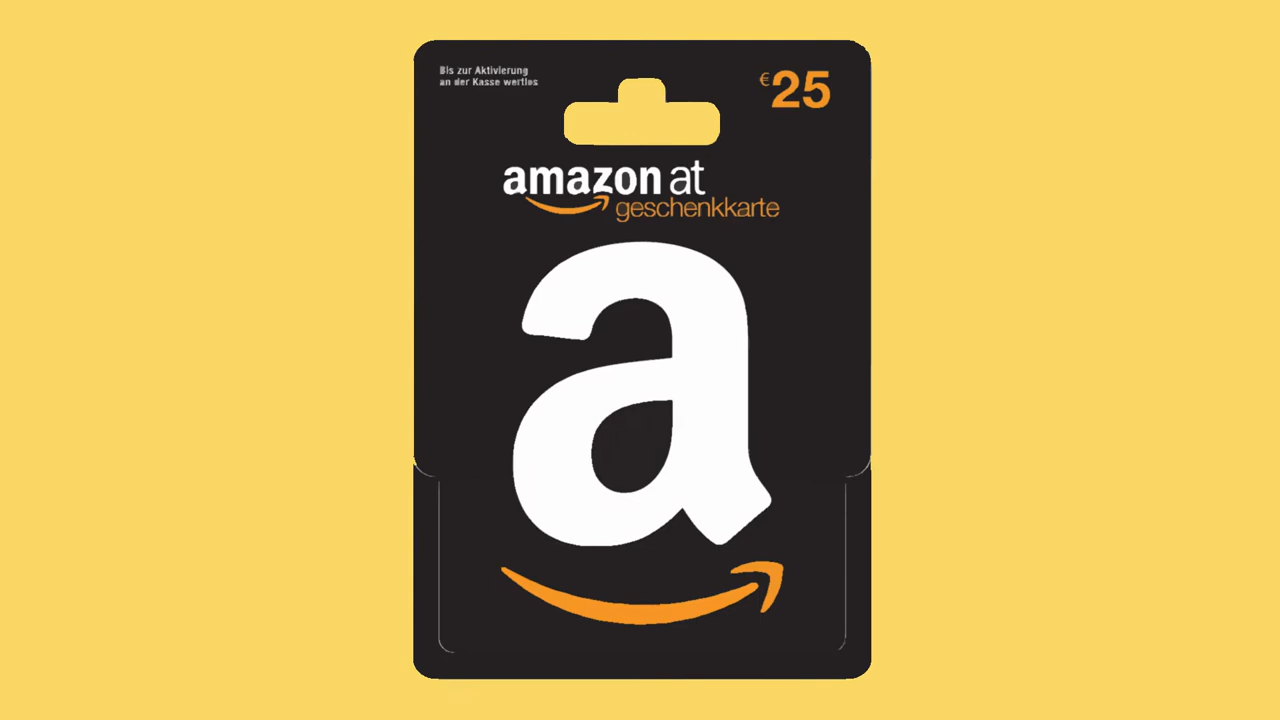 Bis zur Aktivierung
an der Kasse wertlos
€25
amazon at
geschenkkarte
a